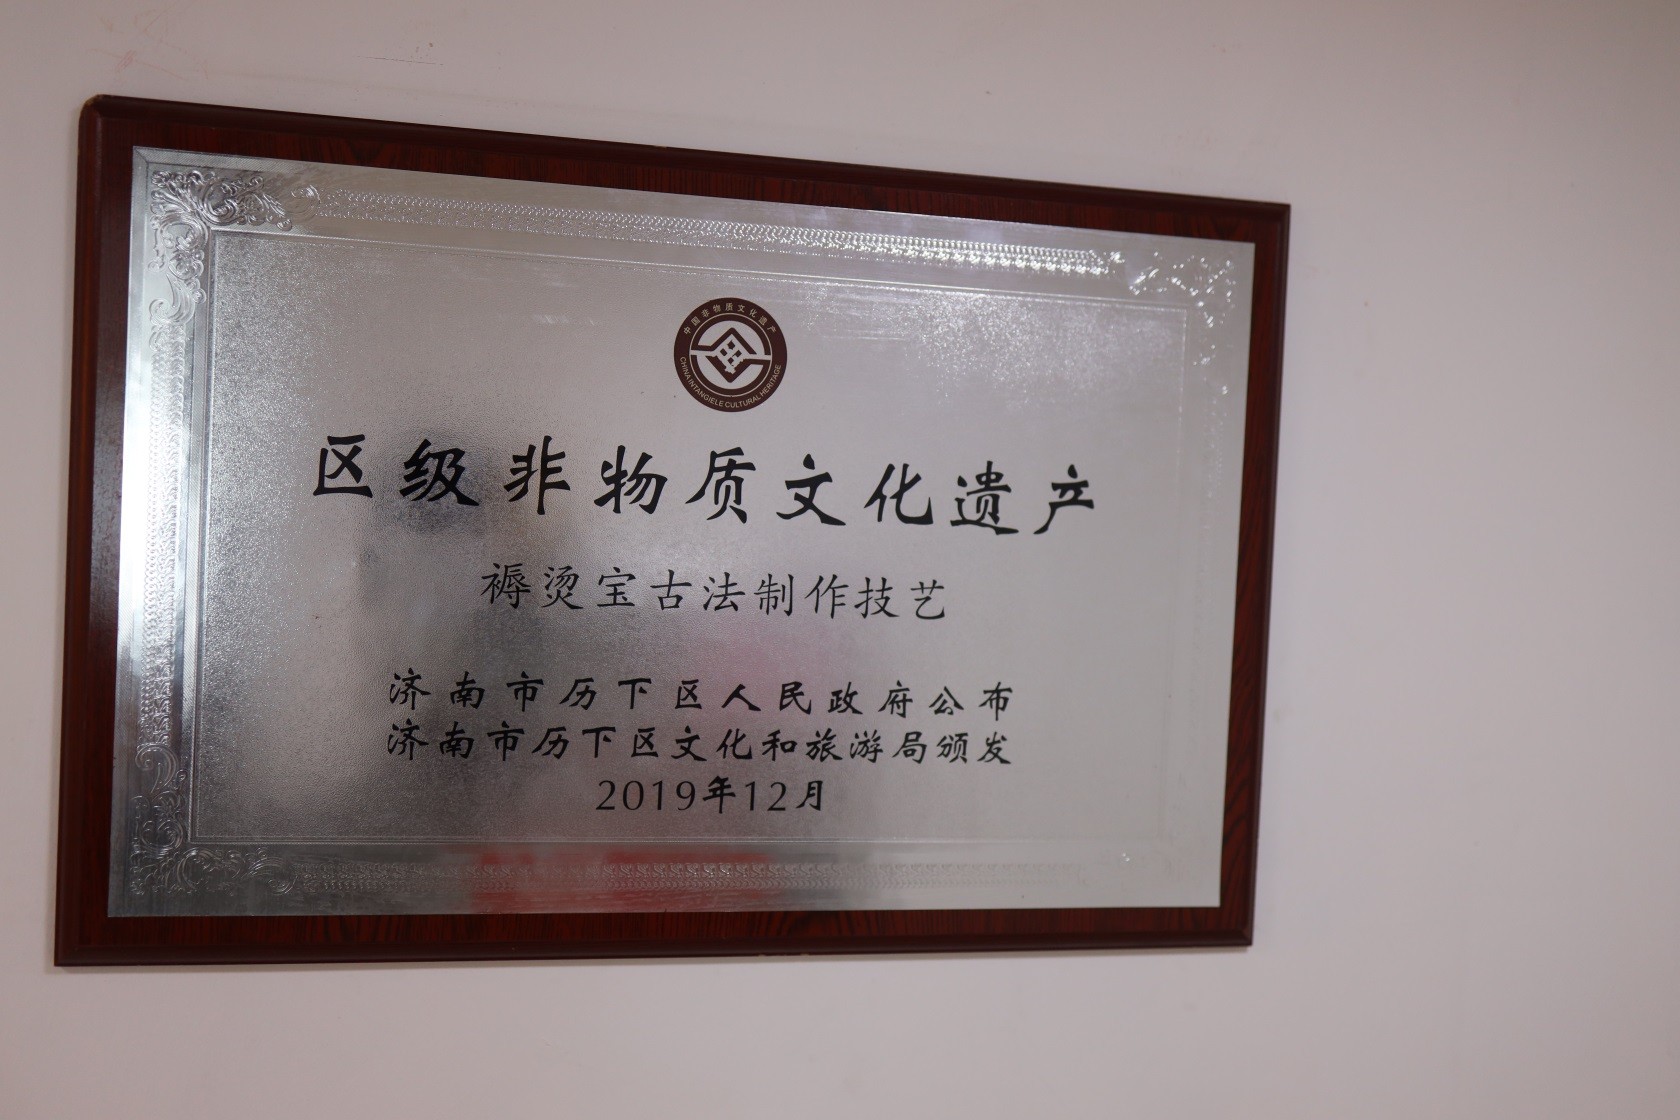 中国非物质文化遗产
CHINA INTANGIELE CULTURAL HERITAGE
区级非物质文化遗产
褥烫宝古法制作技艺
济南市历下区人民政府公布
济南市历下区文化和旅游局颁发
2019年12月